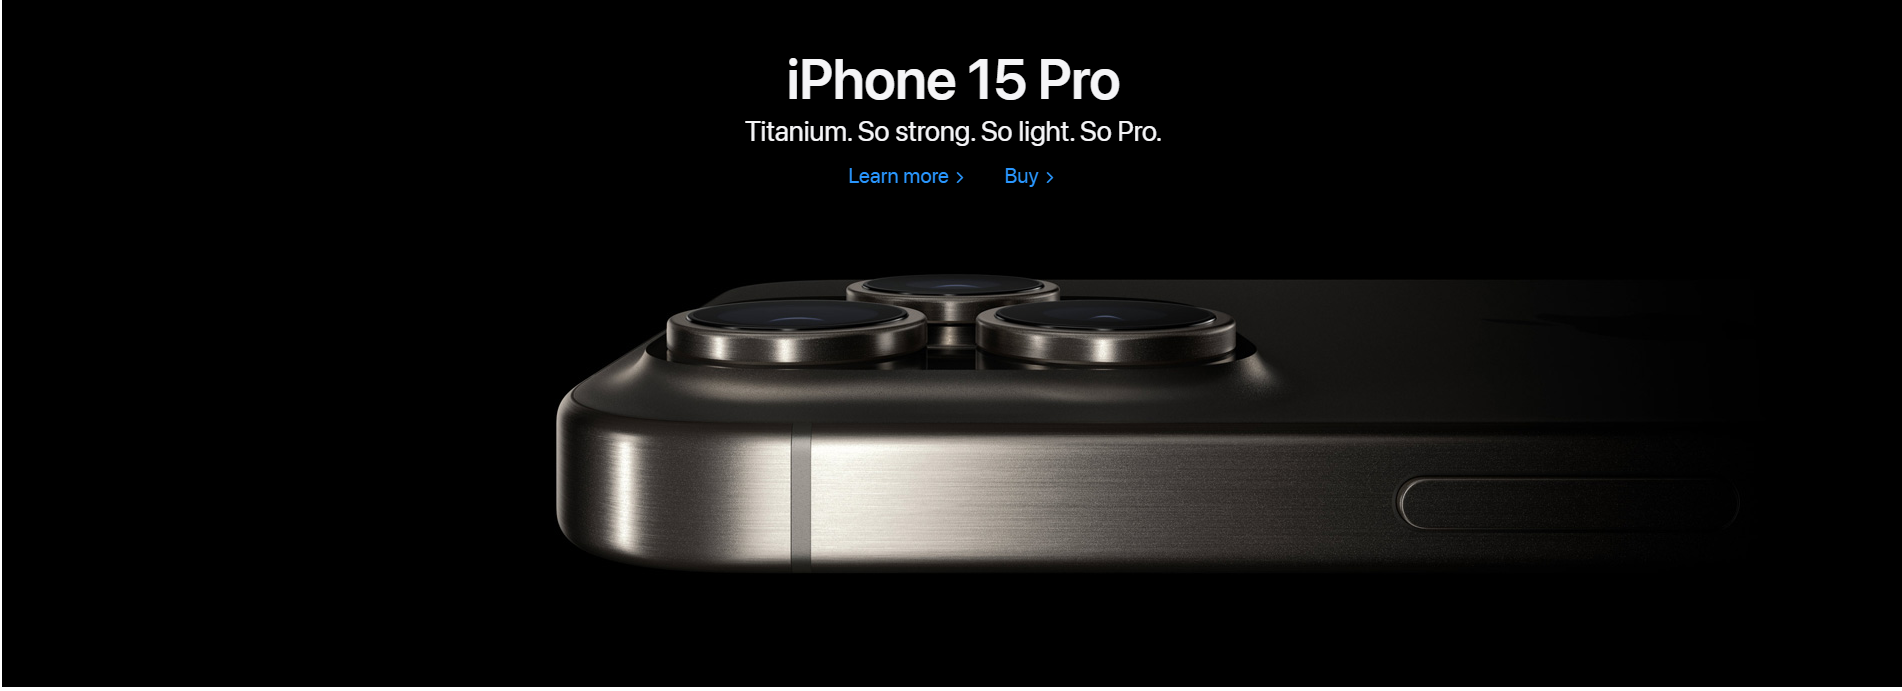 iPhone 15 Pro
Titanium. So strong. So light. So Pro.
Learn more > Buy >